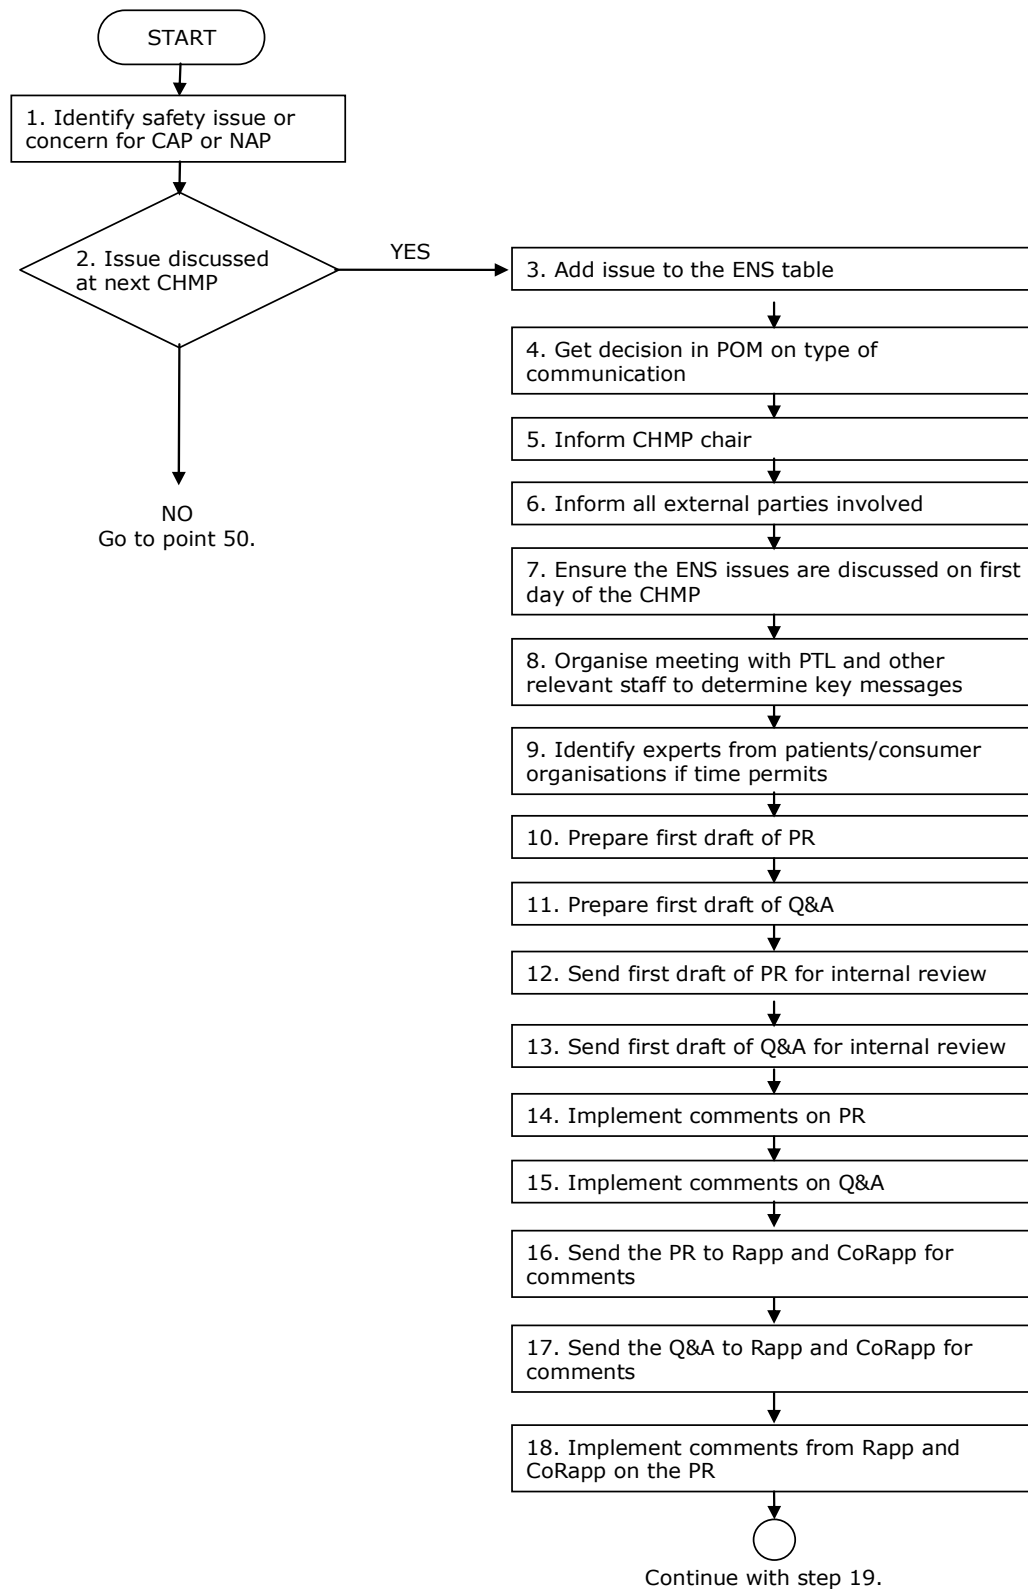 START
1. Identify safety issue or
concern for CAP or NAP
2. Issue discussed
at next CHMP
YES
NO
Go to point 50.
3. Add issue to the ENS table
4. Get decision in POM on type of
communication
5. Inform CHMP chair
6. Inform all external parties involved
7. Ensure the ENS issues are discussed on first
day of the CHMP
8. Organise meeting with PTL and other
relevant staff to determine key messages
9. Identify experts from patients/consumer
organisations if time permits
10. Prepare first draft of PR
11. Prepare first draft of Q&A
12. Send first draft of PR for internal review
13. Send first draft of Q&A for internal review
14. Implement comments on PR
15. Implement comments on Q&A
16. Send the PR to Rapp and CoRapp for
comments
17. Send the Q&A to Rapp and CoRapp for
comments
18. Implement comments from Rapp and
CoRapp on the PR
Continue with step 19.